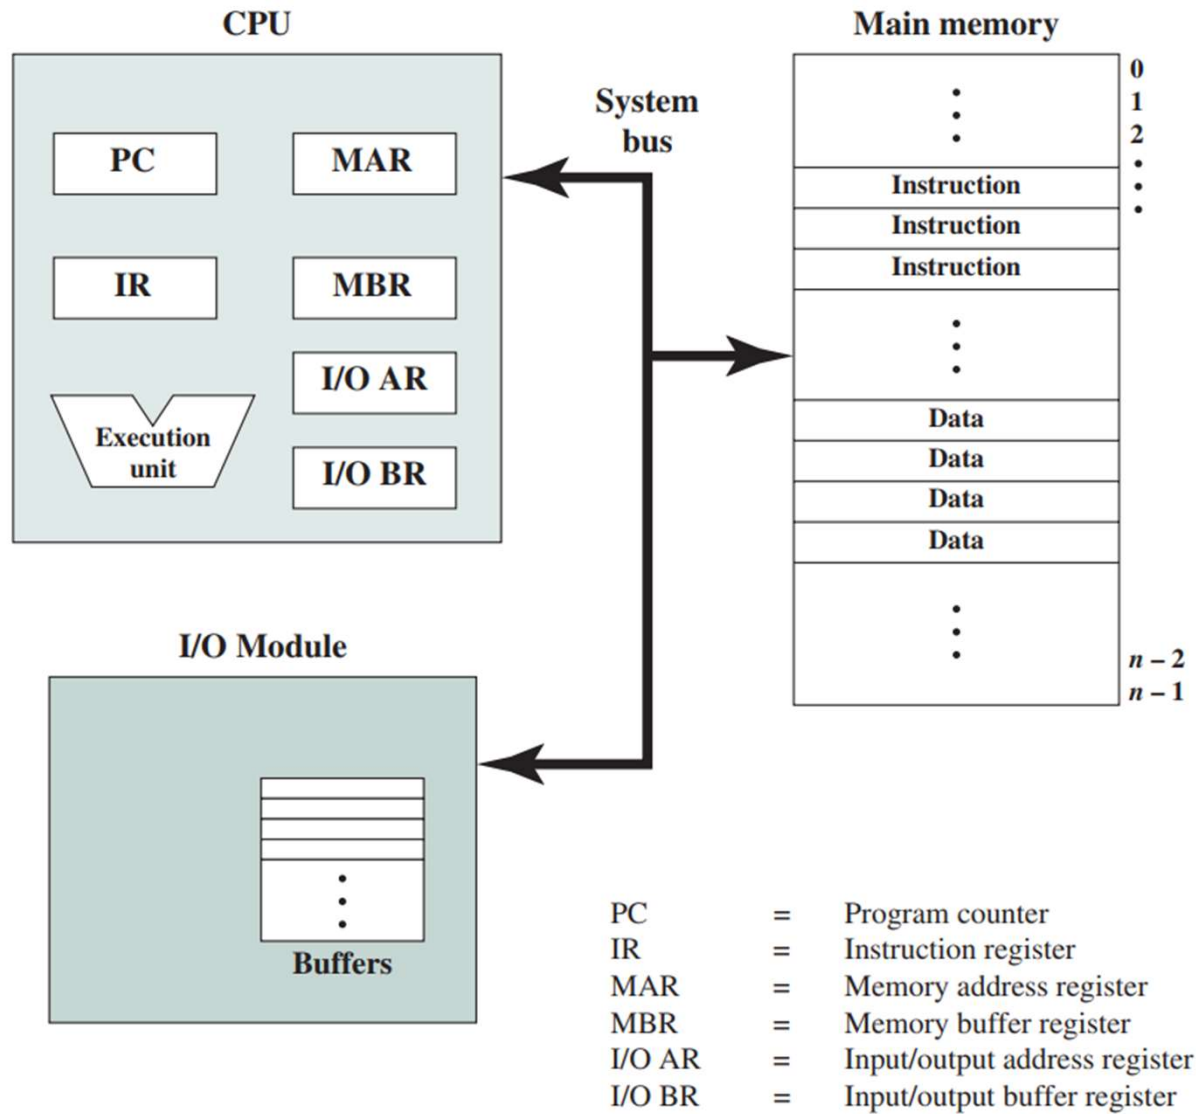 CPU
PC
MAR
IR
MBR
I/O AR
I/O BR
Execution
unit
System
bus
Main memory
0
1
2
Instruction
Instruction
Instruction
Data
Data
Data
Data
n – 2
n – 1
I/O Module
Buffers
PC = Program counter
IR = Instruction register
MAR = Memory address register
MBR = Memory buffer register
I/O AR = Input/output address register
I/O BR = Input/output buffer register